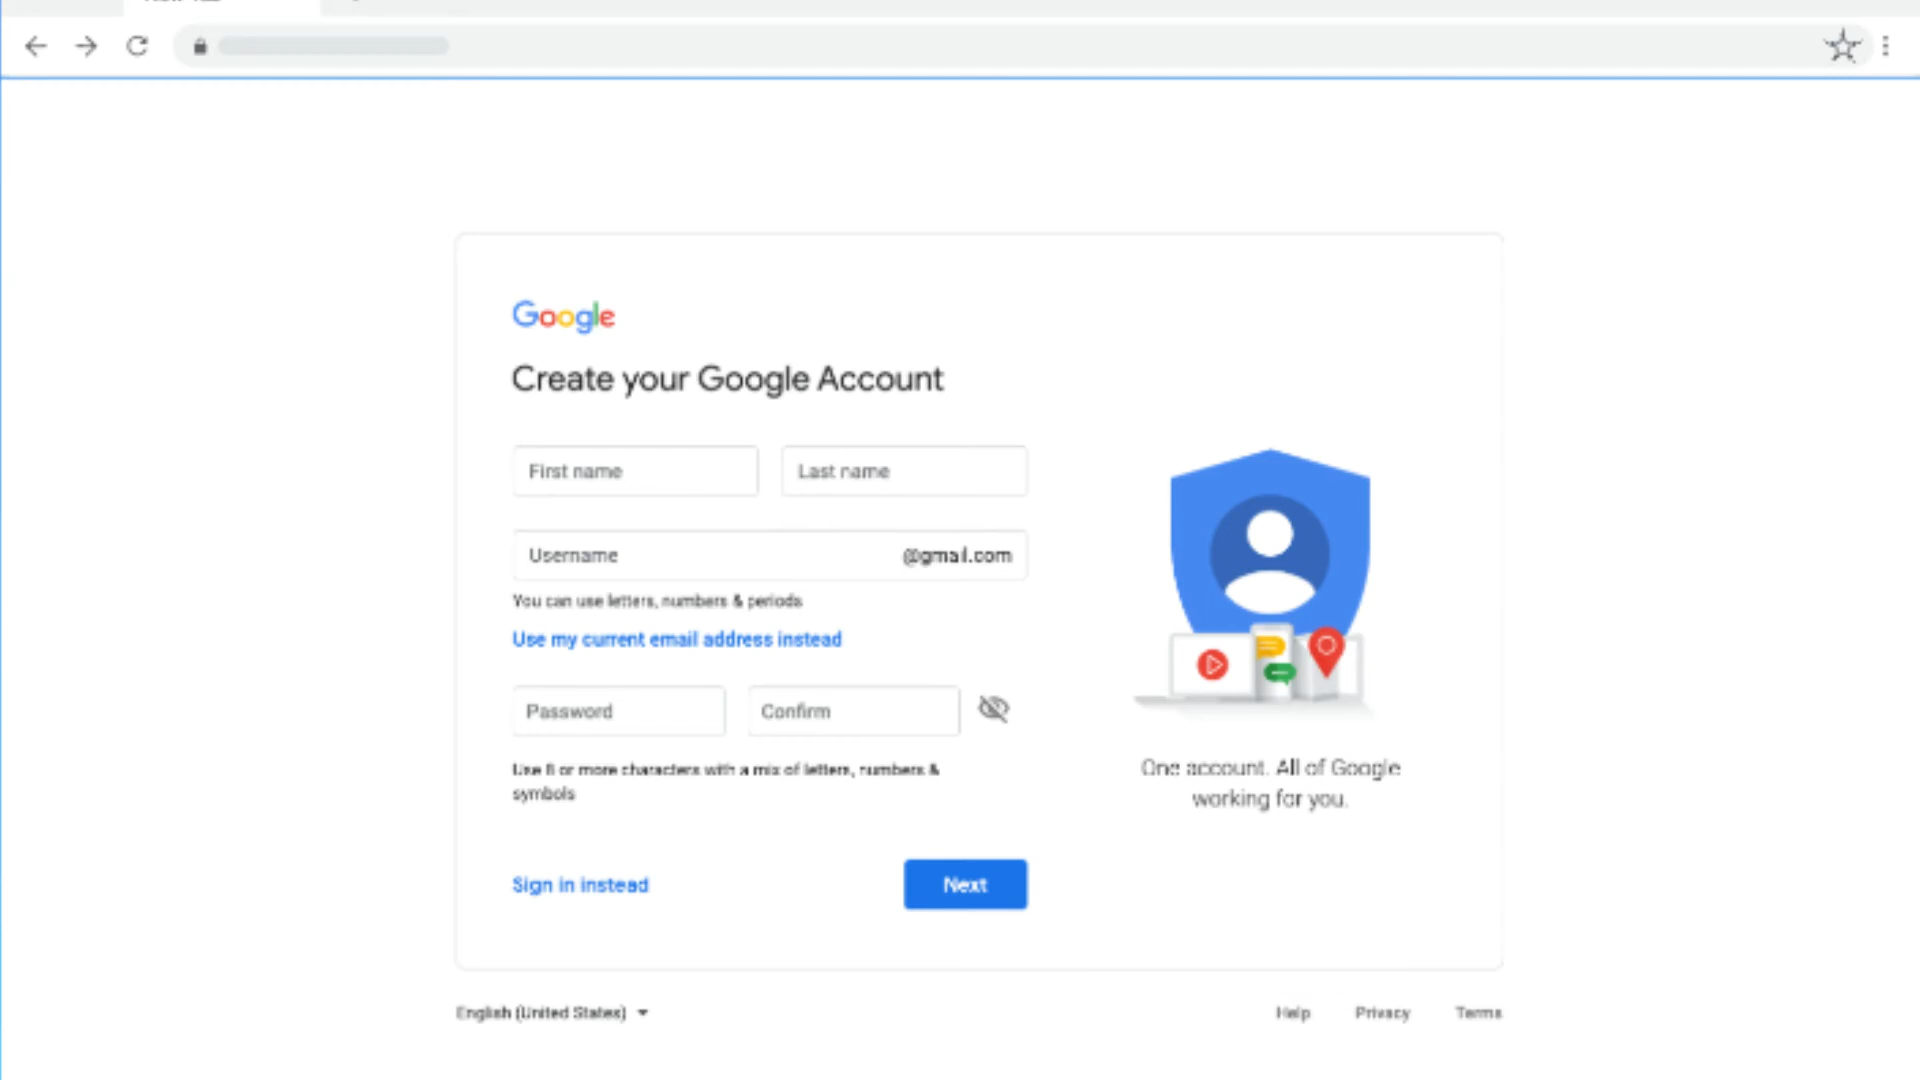 Google
Create your Google Account
First name
Last name
Username
@gmail.com
You can use letters, numbers & periods
Use my current email address instead
Password
Confirm
Use 8 or more characters with a mix of letters, numbers &
symbols
One account. All of Google
working for you.
Sign in instead
Next
English (United States)
Help
Privacy
Terms